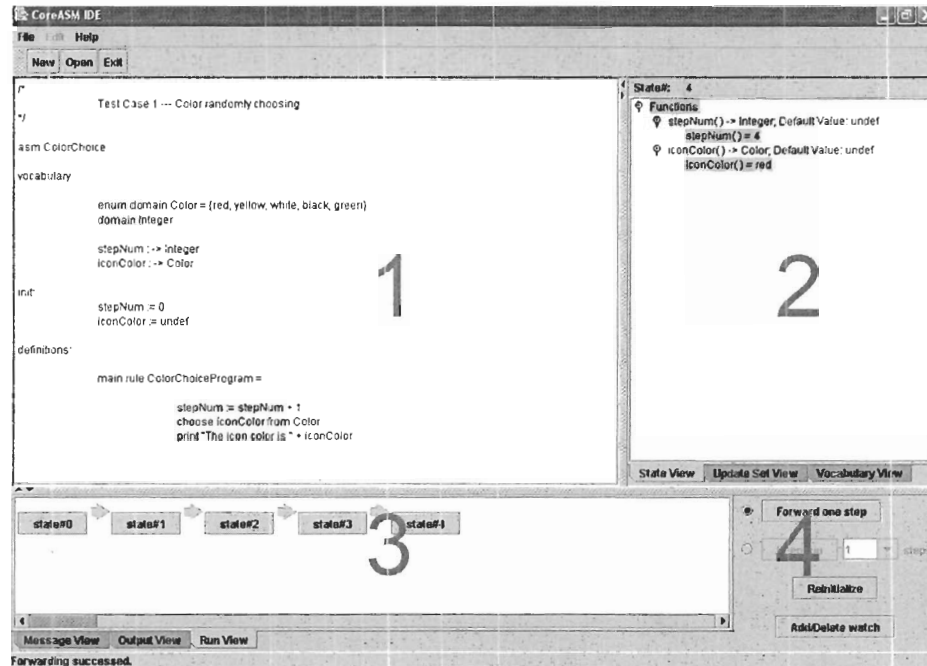 CoreASM IDE
File Edit Help
New Open Exit
/*
Test Case 1 --- Color randomly choosing
*/
asm ColorChoice
vocabulary
enum domain Color = {red, yellow, white, black, green}
domain Integer
stepNum : -> Integer
iconColor : -> Color
init:
stepNum := 0
iconColor := undef
definitions:
main rule ColorChoiceProgram =
stepNum := stepNum + 1
choose iconColor from Color
print "The icon color is " + iconColor
1
State#: 4
Functions
stepNum() -> Integer, Default Value: undef
stepNum() = 4
iconColor() -> Color, Default Value: undef
iconColor() = red
2
State View Update Set View Vocabulary View
state#0 state#1 state#2 state#3 state#4
3
Message View Output View Run View
Forward one step
1 step
4
Reinitialize
Add/Delete watch
Forwarding successed.